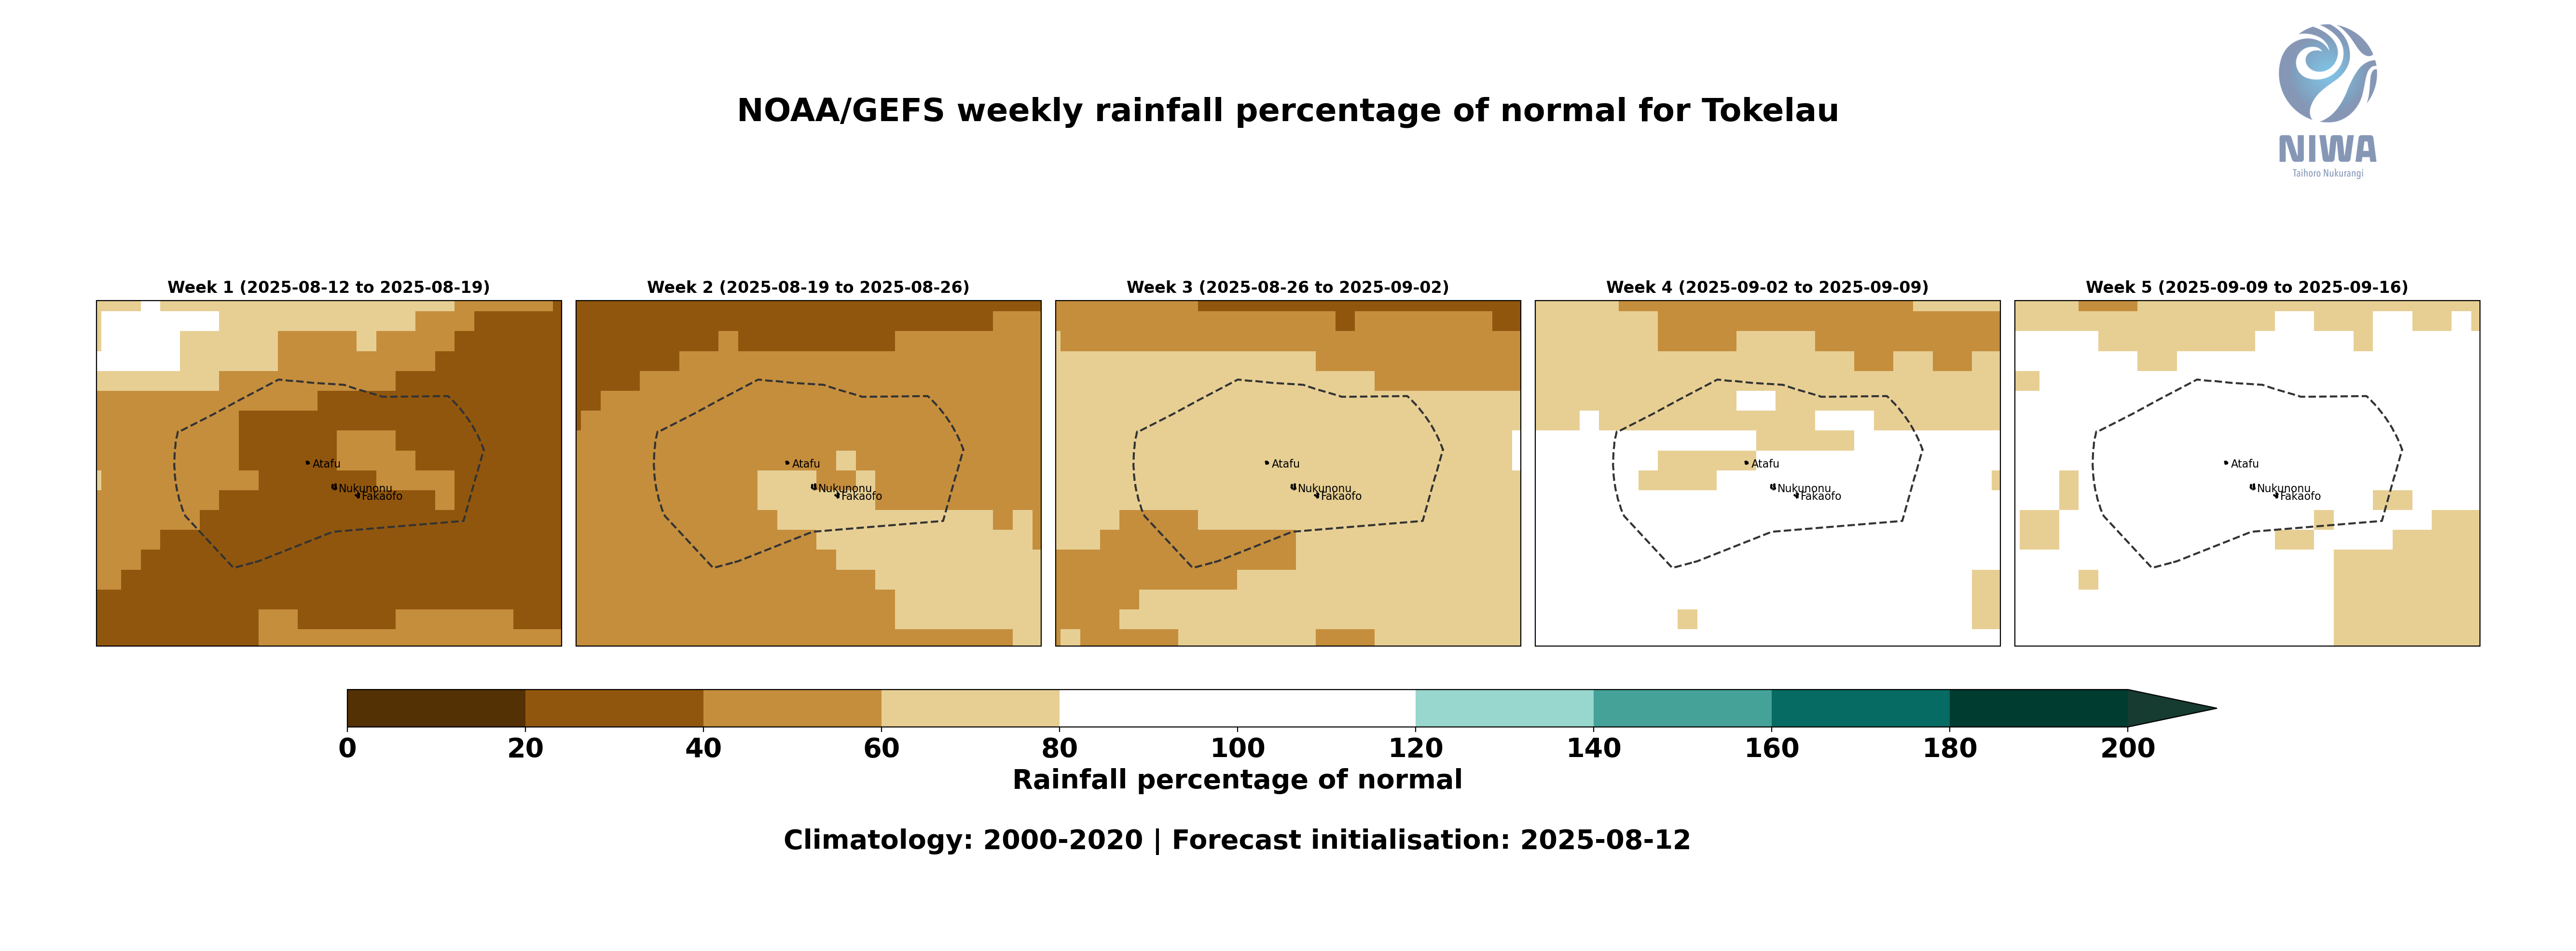 NOAA/GEFS weekly rainfall percentage of normal for Tokelau
NIWA
Taihoro Nukurangi
Week 1 (2025-08-12 to 2025-08-19)
Week 2 (2025-08-19 to 2025-08-26)
Week 3 (2025-08-26 to 2025-09-02)
Week 4 (2025-09-02 to 2025-09-09)
Week 5 (2025-09-09 to 2025-09-16)
Atafu
Nukunonu
Fakaofo
Atafu
Nukunonu
Fakaofo
Atafu
Nukunonu
Fakaofo
Atafu
Nukunonu
Fakaofo
Atafu
Nukunonu
Fakaofo
0 20 40 60 80 100 120 140 160 180 200
Rainfall percentage of normal
Climatology: 2000-2020 | Forecast initialisation: 2025-08-12